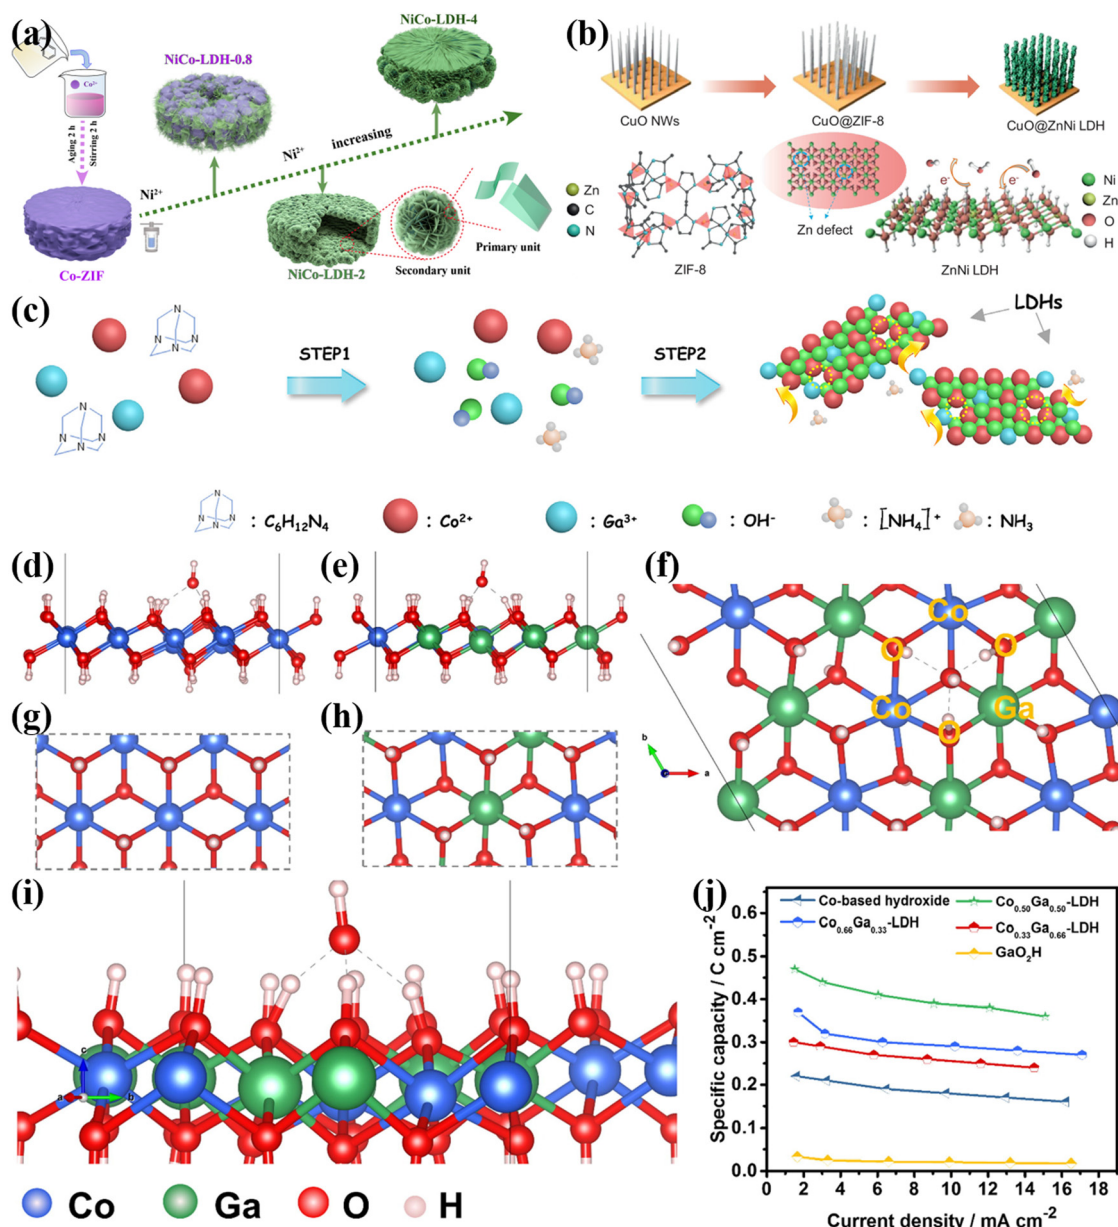 (a)
NiCo-LDH-4
NiCo-LDH-0.8
Co²⁺
Aging 2 h
Stirring 2 h
Ni²⁺ increasing
Ni²⁺
Primary unit
Secondary unit
NiCo-LDH-2
Co-ZIF
(b)
CuO NWs
CuO@ZIF-8
CuO@ZnNi LDH
Zn
C
N
ZIF-8
Zn defect
e⁻
e⁻
Ni
Zn
O
H
ZnNi LDH
(c)
N
N N
N
N
N N
N
STEP1
STEP2
LDHs
N
N N
N
: C₆H₁₂N₄
: Co²⁺
: Ga³⁺
: OH⁻
: [NH₄]⁺
: NH₃
(d)
(e)
(f)
Co
O
O
Co
Ga
O
b
a
(g)
(h)
(i)
c
a
b
Co
Ga
O
H
(j)
Co-based hydroxide
Co₀.₅₀Ga₀.₅₀-LDH
Co₀.₆₆Ga₀.₃₃-LDH
Co₀.₃₃Ga₀.₆₆-LDH
GaO₂H
Specific capacity / C cm⁻²
0.6
0.5
0.4
0.3
0.2
0.1
0.0
0 2 4 6 8 10 12 14 16 18
Current density / mA cm⁻²